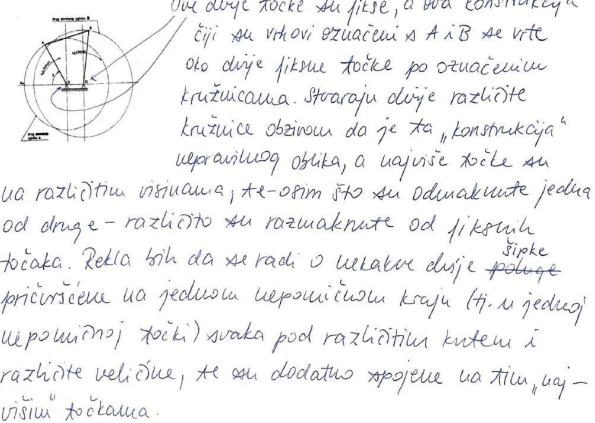 Ove dvije točke su fiksne, a ova konstrukcija
čiji su vrhovi označeni s A i B se vrte
oko dvije fiksne točke po označenim
kružnicama. Stvaraju dvije različite
kružnice obzirom da je ta „konstrukcija"
nepravilnog oblika, a najviše točke su
na različitim visinama, te-osim što su odmaknute jedna
od druge - različito su razmaknute od fiksnih
točaka. Rekla bih da se radi o nekakve dvije šipke
pričvršćene na jednom nepomičnom kraju (tj. u jednoj
nepomičnoj točki) svaka pod različitim kutem i
različite veličine, te su dodatno spojene na tim „naj-
višim" točkama.